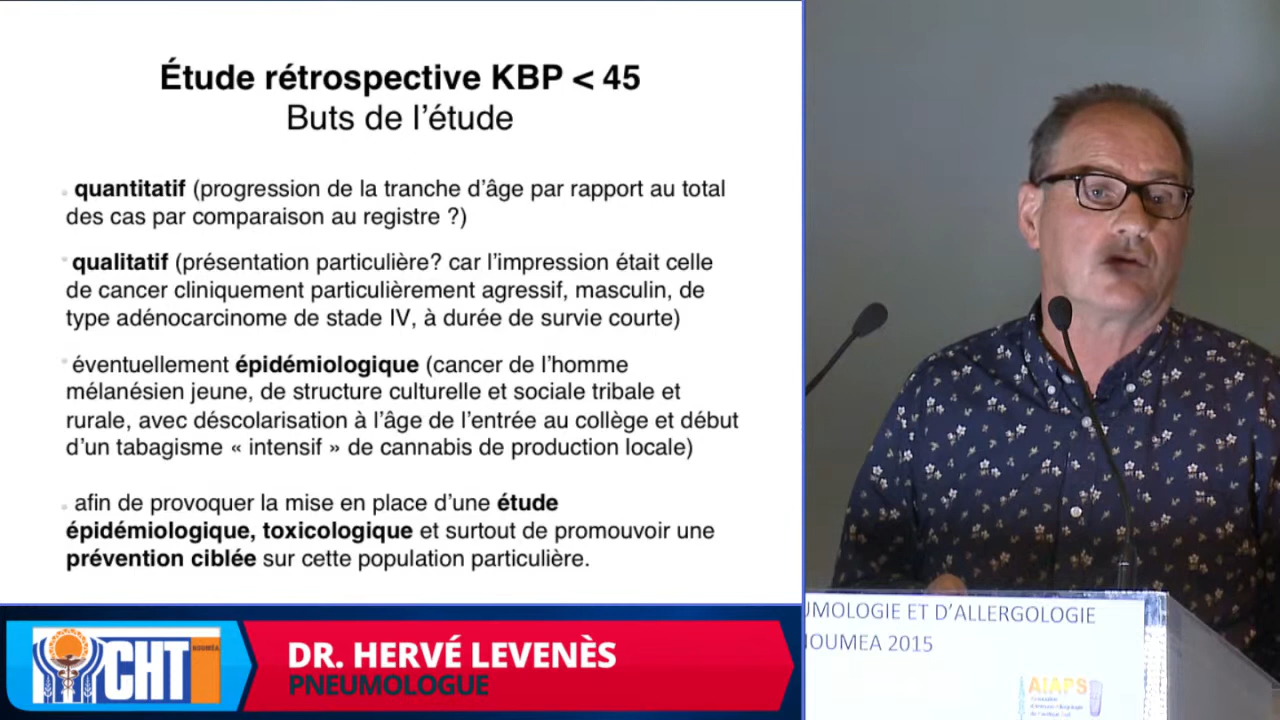 Étude rétrospective KBP < 45
Buts de l'étude
quantitatif (progression de la tranche d'âge par rapport au total
des cas par comparaison au registre ?)
qualitatif (présentation particulière? car l'impression était celle
de cancer cliniquement particulièrement agressif, masculin, de
type adénocarcinome de stade IV, à durée de survie courte)
éventuellement épidémiologique (cancer de l'homme
mélanésien jeune, de structure culturelle et sociale tribale et
rurale, avec déscolarisation à l'âge de l'entrée au collège et début
d'un tabagisme « intensif » de cannabis de production locale)
afin de provoquer la mise en place d'une étude
épidémiologique, toxicologique et surtout de promouvoir une
prévention ciblée sur cette population particulière.
CHT
NOUMÉA
DR. HERVÉ LEVENÈS
PNEUMOLOGUE
UMOLOGIE ET D'ALLERGOLOGIE
NOUMEA 2015
AIAPS